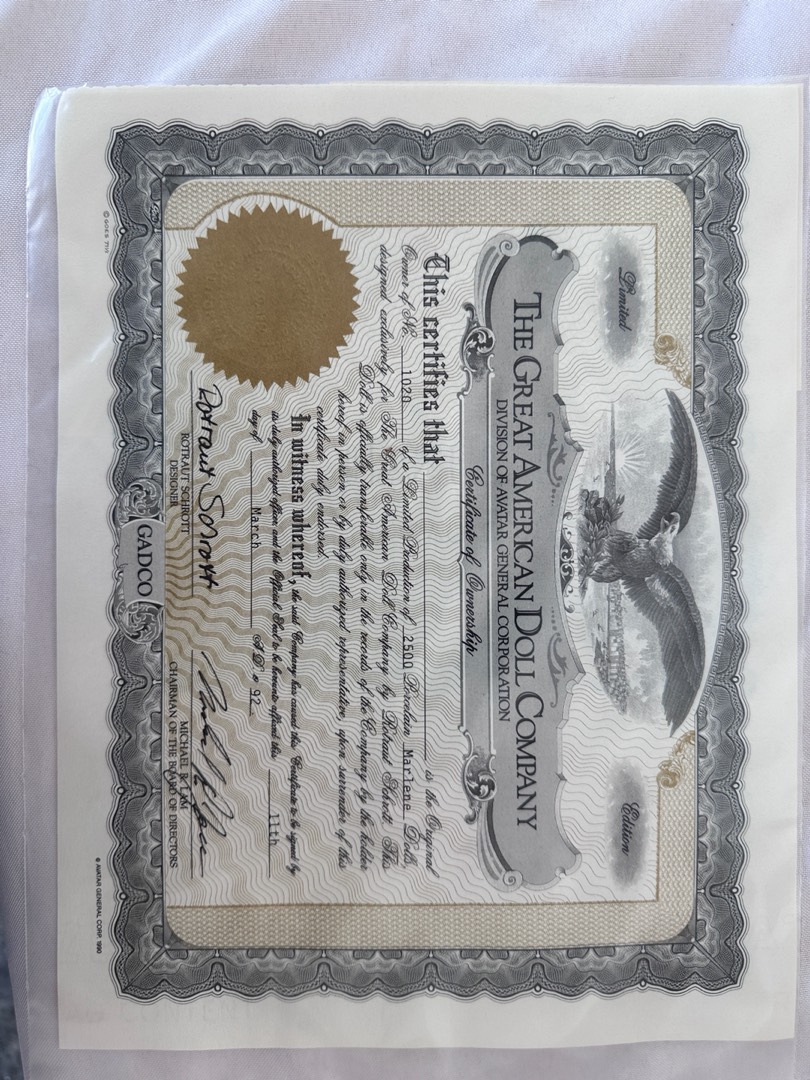 Limited
Edition
THE GREAT AMERICAN DOLL COMPANY
DIVISION OF AVATAR GENERAL CORPORATION
Certificate of Ownership
This certifies that is the Original
Owner of No. 1020 of a Limited Production of 2500 Porcelain Marlene Dolls
designed exclusively for The Great American Doll Company by Rotraut Schrott. This
Doll is officially transferable only in the records of the Company by the holder
hereof, in person or by duly authorized representative, upon surrender of this
certificate duly endorsed.
In witness whereof, the said Company has caused this Certificate to be signed by
its duly authorized officers and the Official Seal to be hereunto affixed this 11th
day of March A.D. 19 92
Rotraut Schrott
ROTRAUT SCHROTT
DESIGNER
MICHAEL B. LAM
CHAIRMAN OF THE BOARD OF DIRECTORS
GADCO
© GOES
© AVATAR GENERAL CORP. 1990